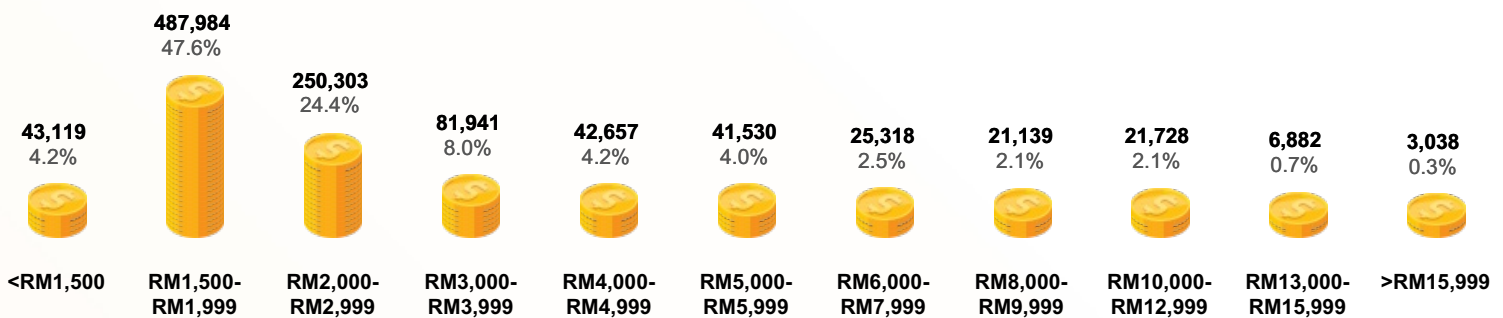 487,984
47.6%
250,303
24.4%
43,119
4.2%
81,941
8.0%
42,657
4.2%
41,530
4.0%
25,318
2.5%
21,139
2.1%
21,728
2.1%
6,882
0.7%
3,038
0.3%
<RM1,500
RM1,500-
RM1,999
RM2,000-
RM2,999
RM3,000-
RM3,999
RM4,000-
RM4,999
RM5,000-
RM5,999
RM6,000-
RM7,999
RM8,000-
RM9,999
RM10,000-
RM12,999
RM13,000-
RM15,999
>RM15,999